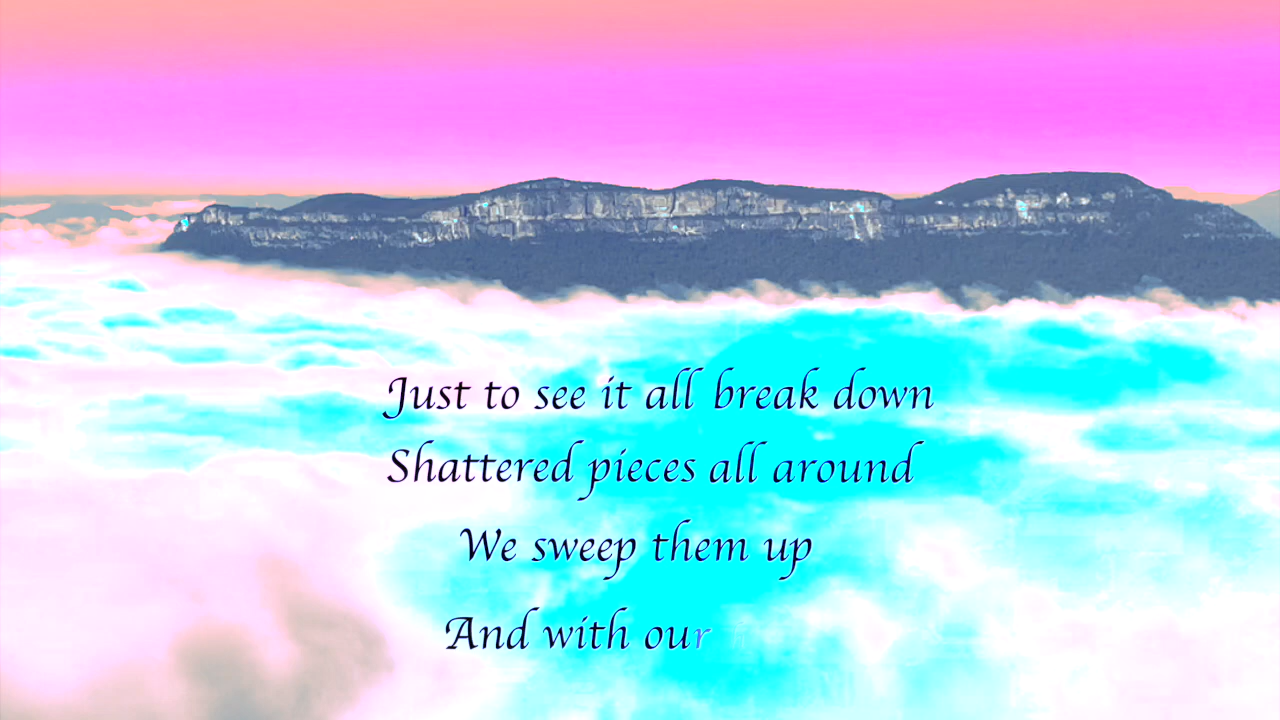 Just to see it all break down
Shattered pieces all around
We sweep them up
And with our